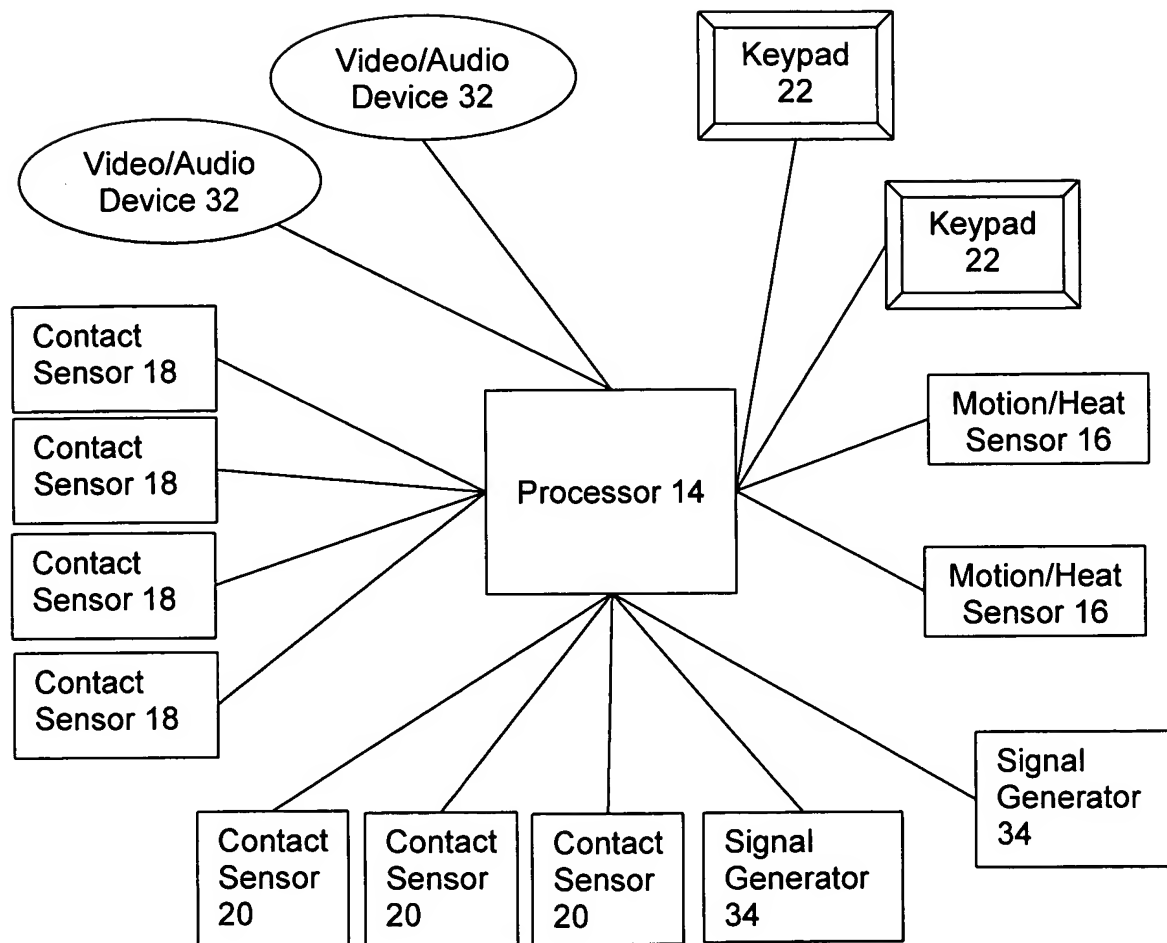 Video/Audio
Device 32
Keypad
22
Video/Audio
Device 32
Keypad
22
Contact
Sensor 18
Contact
Sensor 18
Contact
Sensor 18
Contact
Sensor 18
Processor 14
Motion/Heat
Sensor 16
Motion/Heat
Sensor 16
Contact
Sensor
20
Contact
Sensor
20
Contact
Sensor
20
Signal
Generator
34
Signal
Generator
34